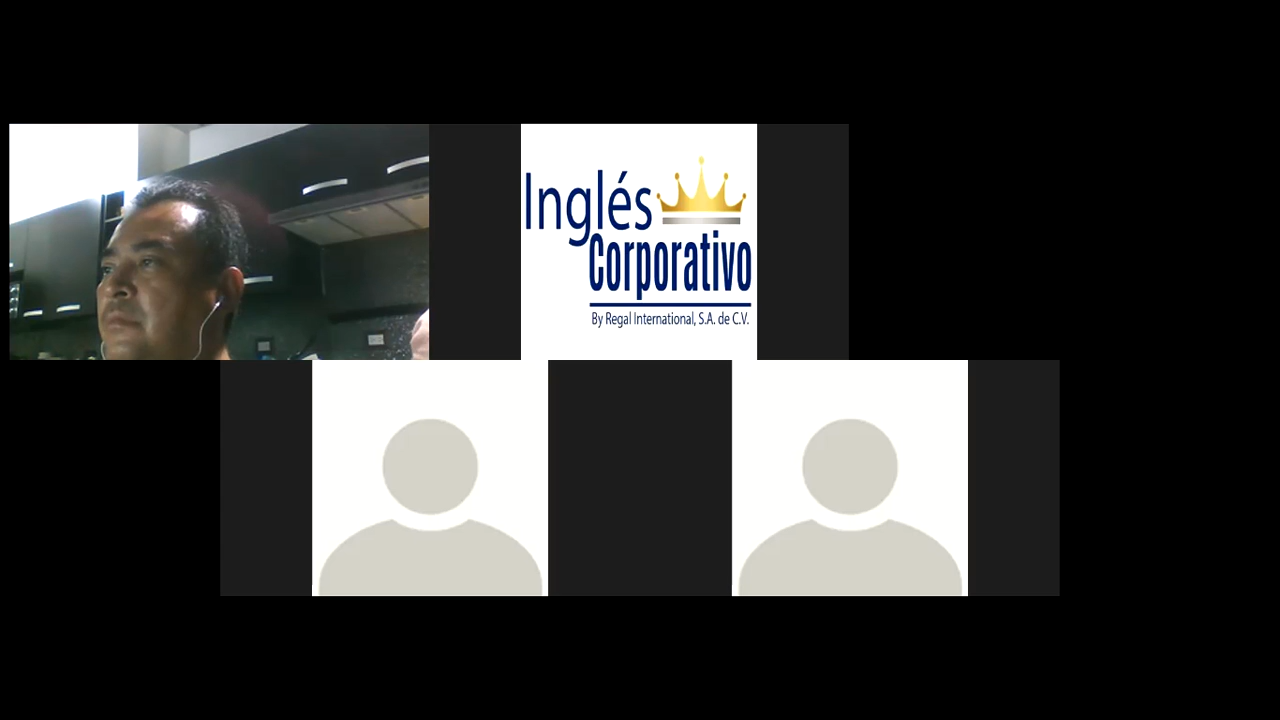 Inglés
Corporativo
By Regal International, S.A. de C.V.